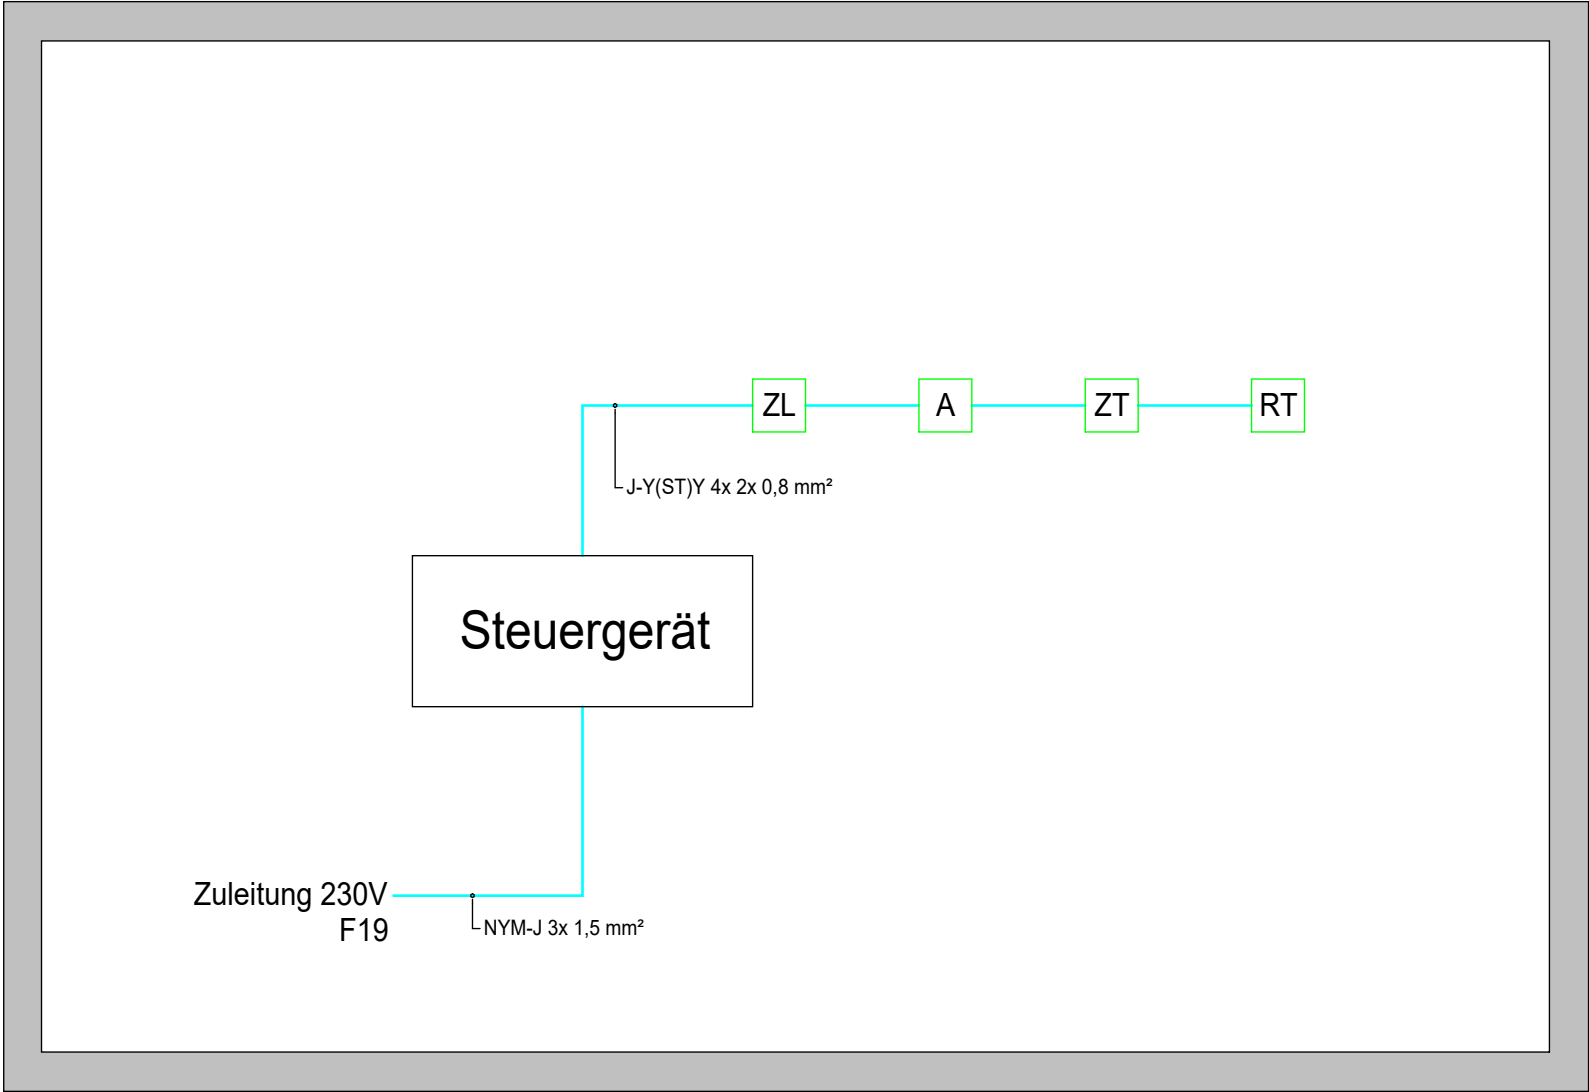 ZL A ZT RT
J-Y(ST)Y 4x 2x 0,8 mm²
Steuergerät
Zuleitung 230V
F19
NYM-J 3x 1,5 mm²